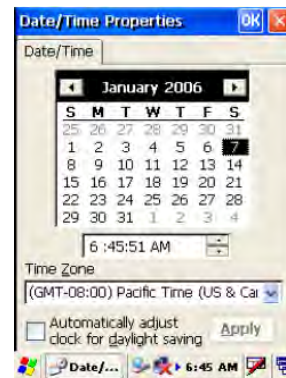 Date/Time Properties OK
Date/Time
January 2006
S M T W T F S
25 26 27 28 29 30 31
1 2 3 4 5 6 7
8 9 10 11 12 13 14
15 16 17 18 19 20 21
22 23 24 25 26 27 28
29 30 31 1 2 3 4
6 :45:51 AM
Time Zone
(GMT-08:00) Pacific Time (US & Car
Automatically adjust
clock for daylight saving
Apply
Date/... 6:45 AM